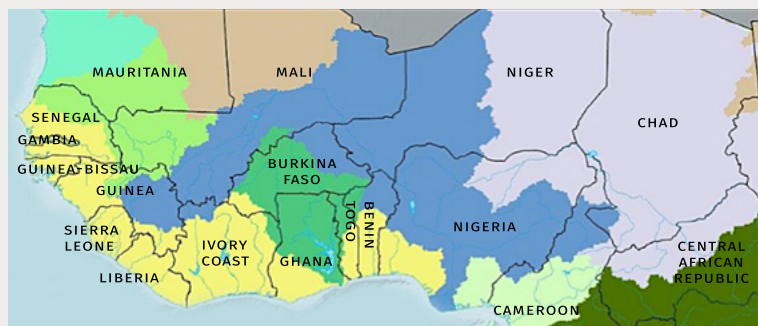 MAURITANIA
MALI
NIGER
CHAD
SENEGAL
GAMBIA
GUINEA-BISSAU
GUINEA
BURKINA
FASO
SIERRA
LEONE
LIBERIA
IVORY
COAST
GHANA
TOGO
BENIN
NIGERIA
CAMEROON
CENTRAL
AFRICAN
REPUBLIC